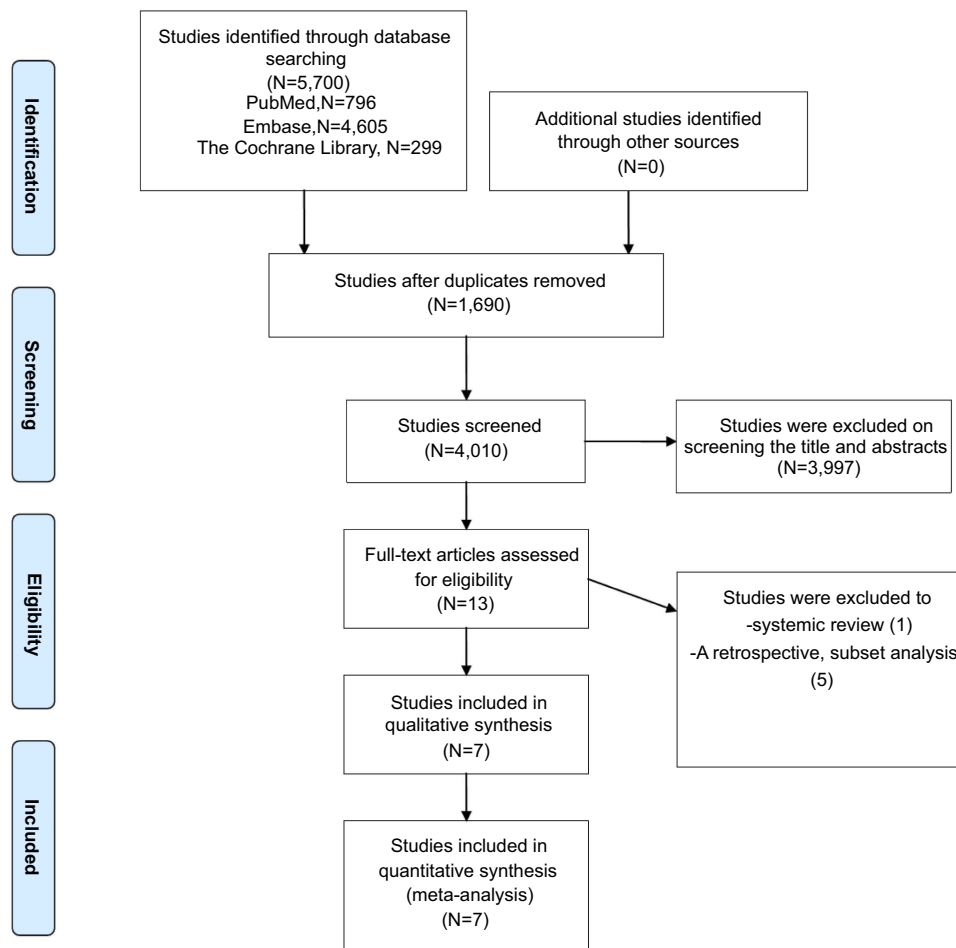 Identification
Studies identified through database
searching
(N=5,700)
PubMed,N=796
Embase,N=4,605
The Cochrane Library, N=299
Additional studies identified
through other sources
(N=0)
Studies after duplicates removed
(N=1,690)
Screening
Studies screened
(N=4,010)
Studies were excluded on
screening the title and abstracts
(N=3,997)
Eligibility
Full-text articles assessed
for eligibility
(N=13)
Studies were excluded to
-systemic review (1)
-A retrospective, subset analysis
(5)
Studies included in
qualitative synthesis
(N=7)
Included
Studies included in
quantitative synthesis
(meta-analysis)
(N=7)